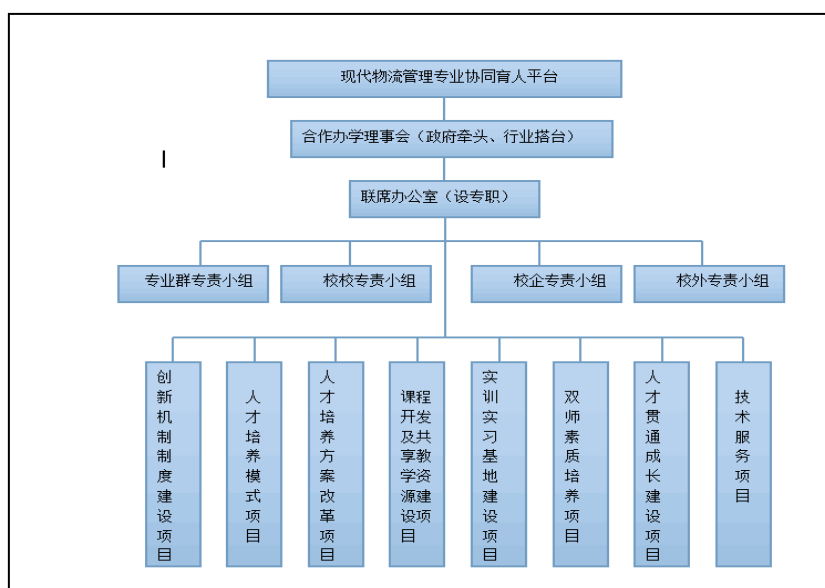 现代物流管理专业协同育人平台
合作办学理事会（政府牵头、行业搭台）
联席办公室（设专职）
专业群专责小组
校校专责小组
校企专责小组
校外专责小组
创新机制制度建设项目
人才培养模式项目
人才培养方案改革项目
课程开发及共享教学资源建设项目
实训实习基地建设项目
双师素质培养项目
人才贯通成长建设项目
技术服务项目